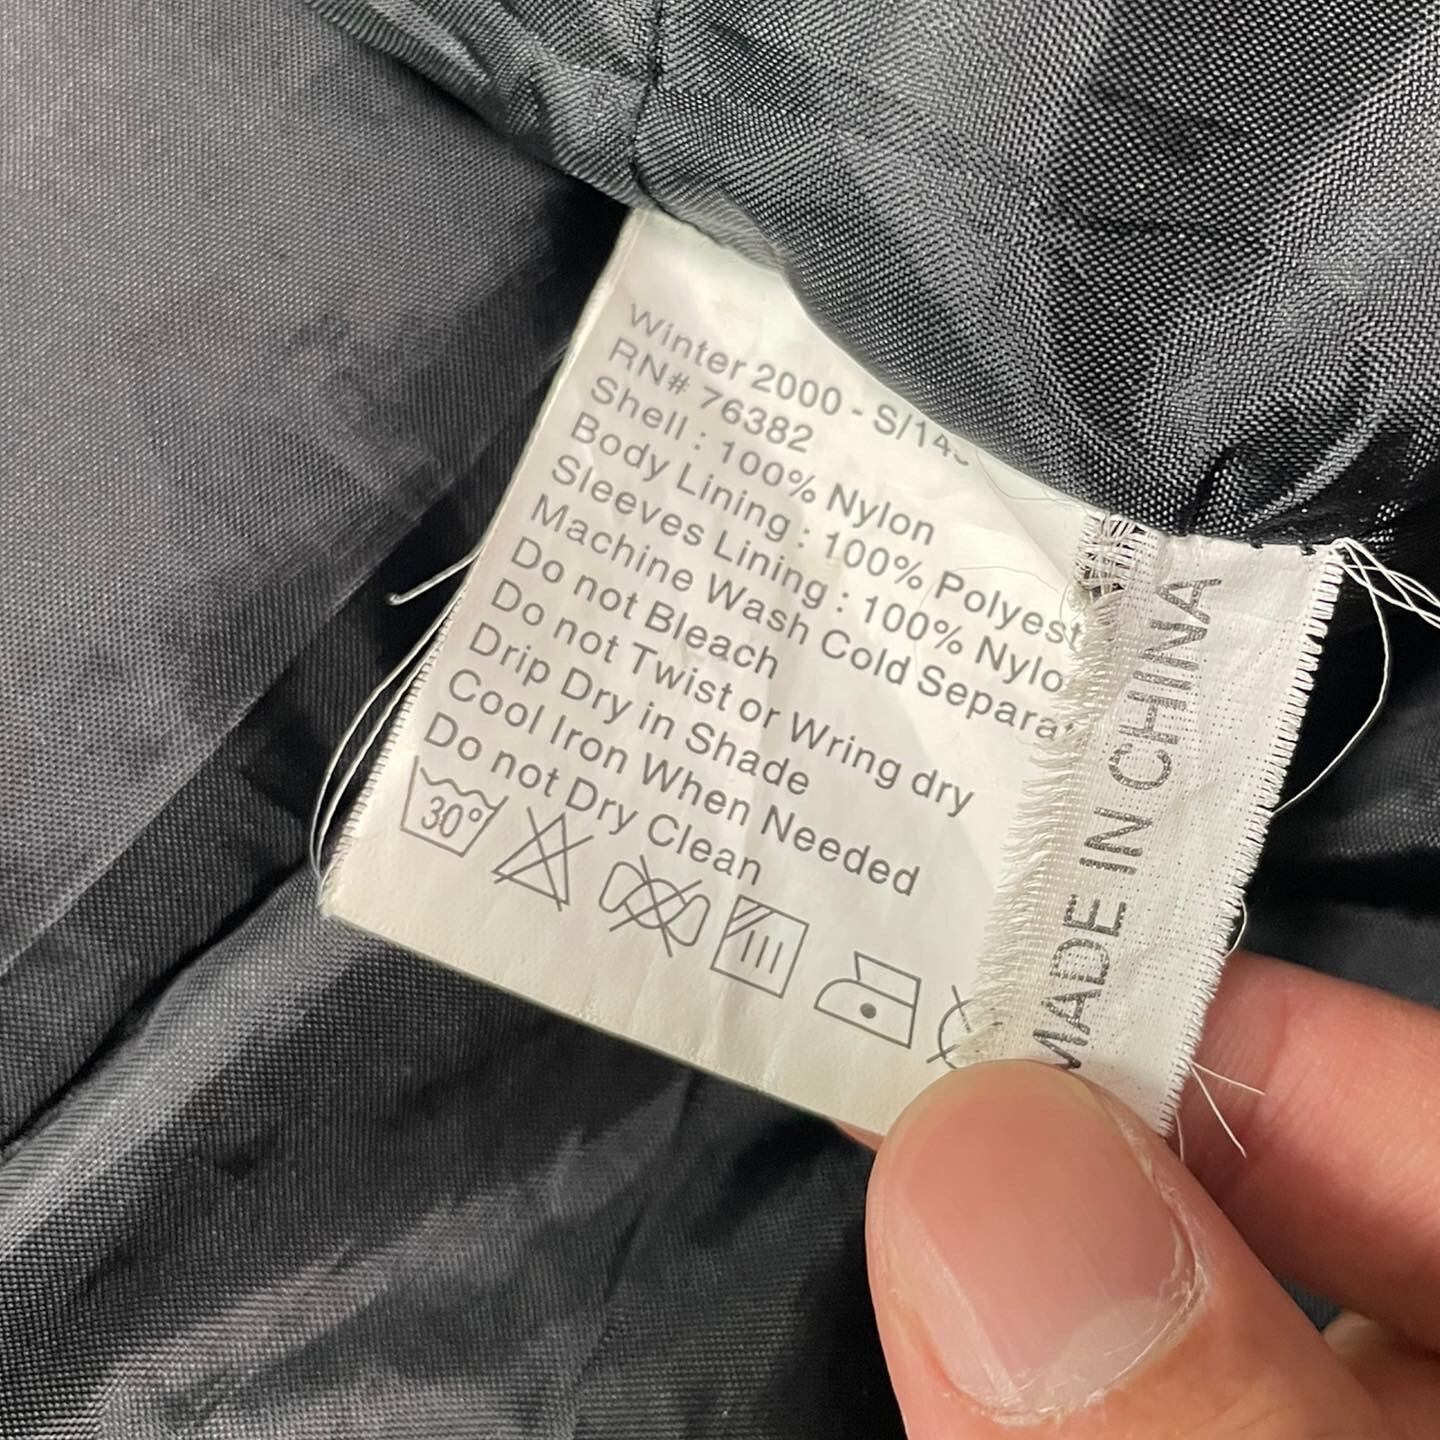 Winter 2000 - S/14
RN# 76382
Shell : 100% Nylon
Body Lining : 100% Polyest
Sleeves Lining : 100% Nylo
Machine Wash Cold Separa
Do not Bleach
Do not Twist or Wring dry
Drip Dry in Shade
Cool Iron When Needed
Do not Dry Clean
30°
MADE IN CHINA